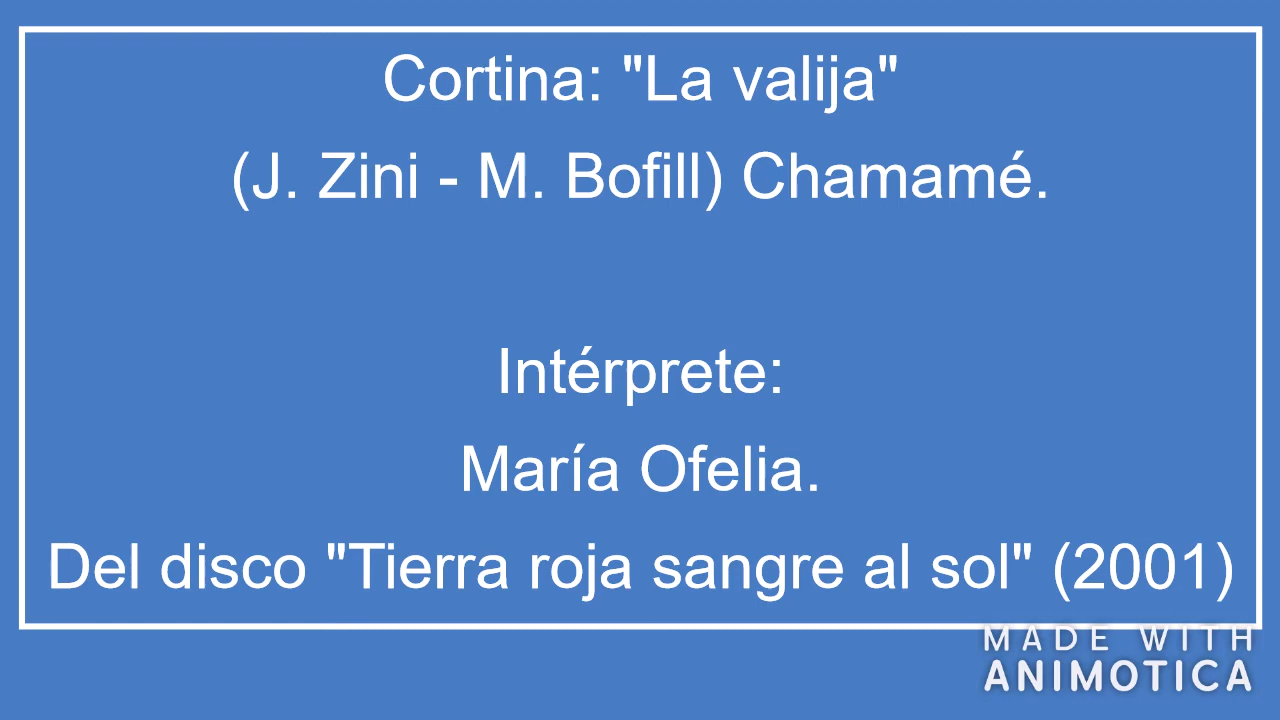 Cortina: "La valija"
(J. Zini - M. Bofill) Chamamé.
Intérprete:
María Ofelia.
Del disco "Tierra roja sangre al sol" (2001)
MADE WITH
ANIMOTICA